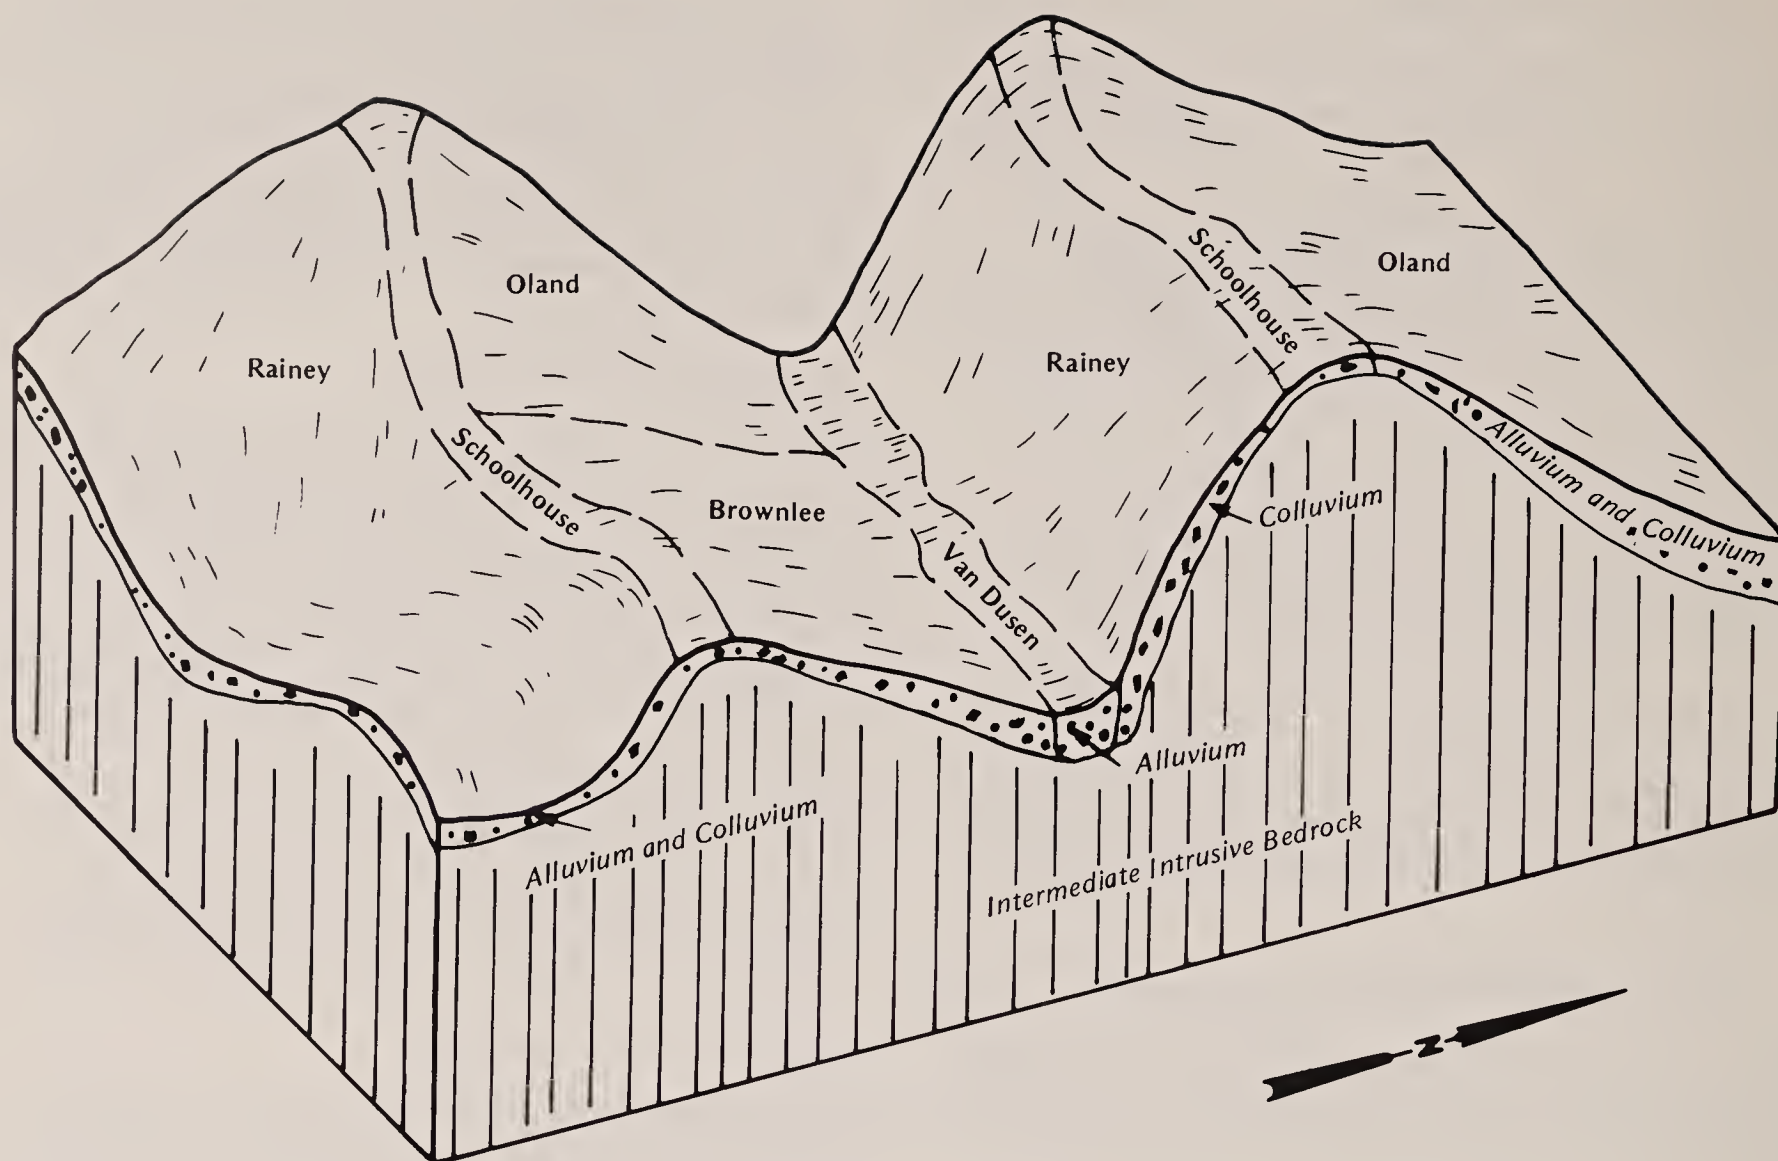 Oland
Schoolhouse
Oland
Rainey
Rainey
Schoolhouse
Brownlee
Van Dusen
Colluvium
Alluvium and Colluvium
Alluvium
Alluvium and Colluvium
Intermediate Intrusive Bedrock
N